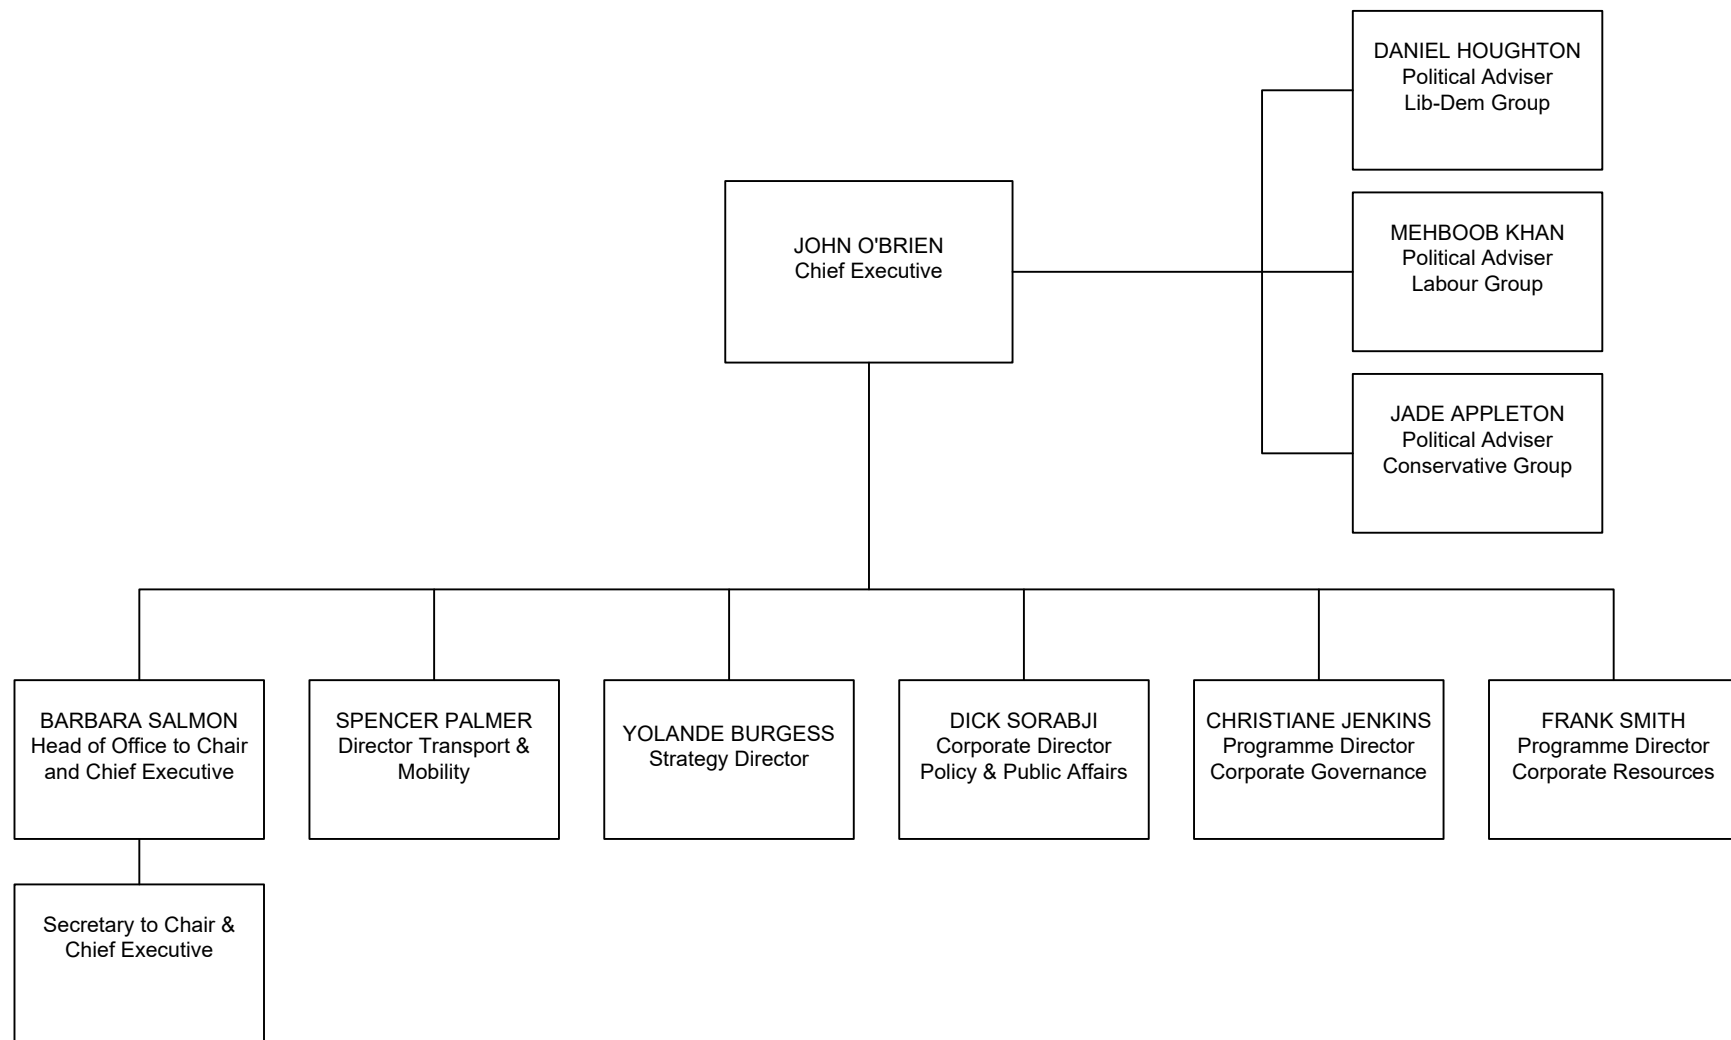 DANIEL HOUGHTON
Political Adviser
Lib-Dem Group
JOHN O'BRIEN
Chief Executive
MEHBOOB KHAN
Political Adviser
Labour Group
JADE APPLETON
Political Adviser
Conservative Group
BARBARA SALMON
Head of Office to Chair
and Chief Executive
SPENCER PALMER
Director Transport &
Mobility
YOLANDE BURGESS
Strategy Director
DICK SORABJI
Corporate Director
Policy & Public Affairs
CHRISTIANE JENKINS
Programme Director
Corporate Governance
FRANK SMITH
Programme Director
Corporate Resources
Secretary to Chair &
Chief Executive